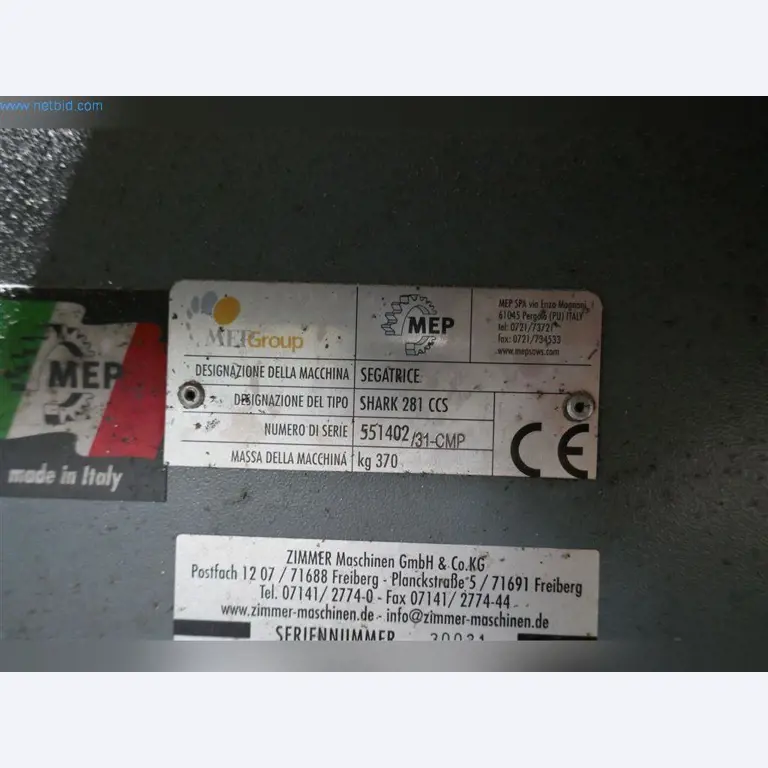 www.netbid.com
MEP
made in Italy
MEPGroup
MEP
MEP SPA via Enzo Magnani, 1
61045 Pergola (PU) ITALY
tel: 0721/73721
fax: 0721/734533
www.mepsaws.com
DESIGNAZIONE DELLA MACCHINA SEGATRICE
DESIGNAZIONE DEL TIPO SHARK 281 CCS
NUMERO DI SERIE 551402/31-CMP
MASSA DELLA MACCHINA kg 370
CE
ZIMMER Maschinen GmbH & Co.KG
Postfach 12 07 / 71688 Freiberg - Planckstraße 5 / 71691 Freiberg
Tel. 07141/ 2774-0 - Fax 07141/ 2774-44
www.zimmer-maschinen.de - info@zimmer-maschinen.de
SERIENNUMMER 30031